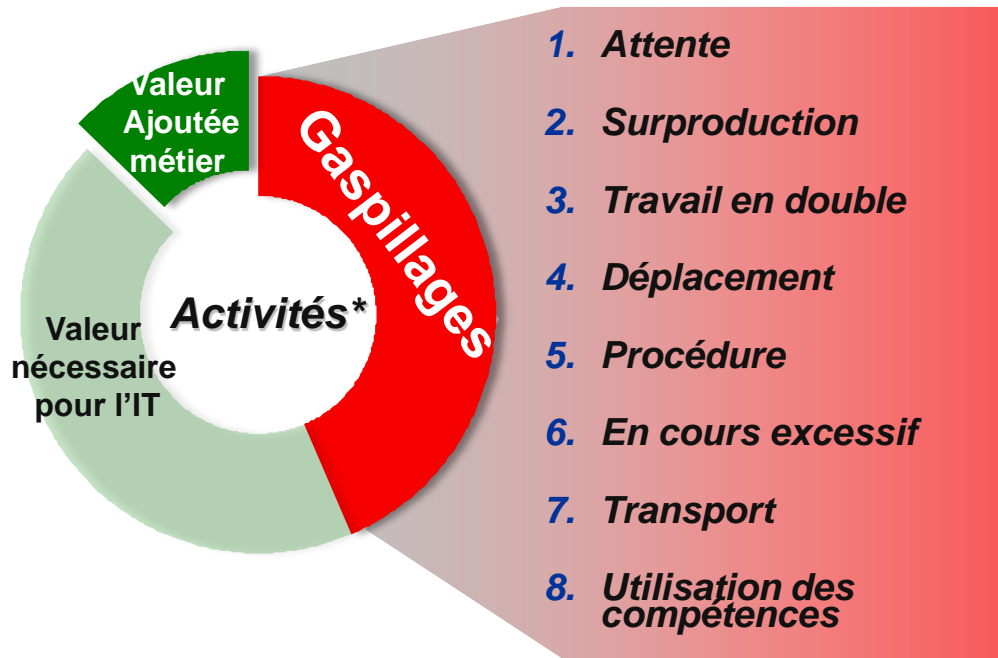 Valeur
Ajoutée
métier
Gaspillages
Activités*
Valeur
nécessaire
pour l’IT
1. Attente
2. Surproduction
3. Travail en double
4. Déplacement
5. Procédure
6. En cours excessif
7. Transport
8. Utilisation des
compétences